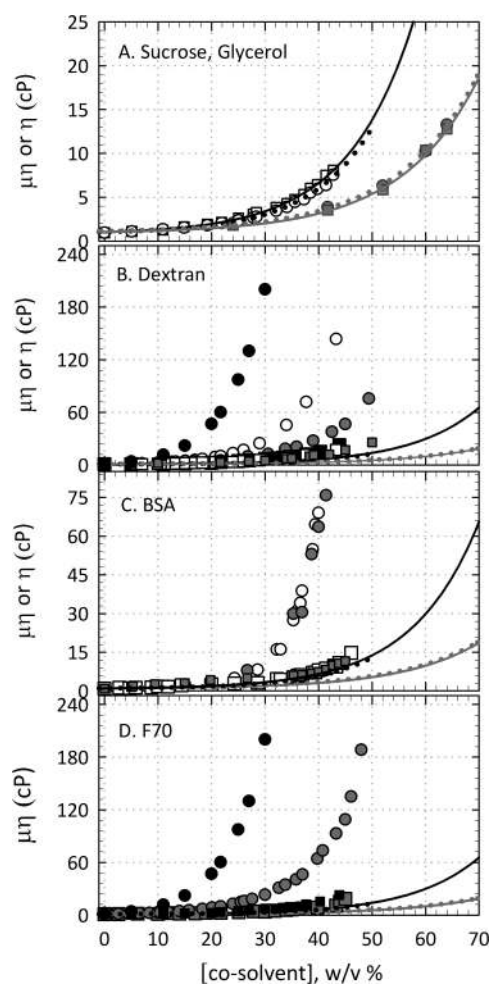 A. Sucrose, Glycerol
μη or η (cP)
25
20
15
10
5
0
B. Dextran
μη or η (cP)
240
180
120
60
0
C. BSA
μη or η (cP)
75
60
45
30
15
0
D. F70
μη (cP)
240
180
120
60
0
0 10 20 30 40 50 60 70
[co-solvent], w/v %